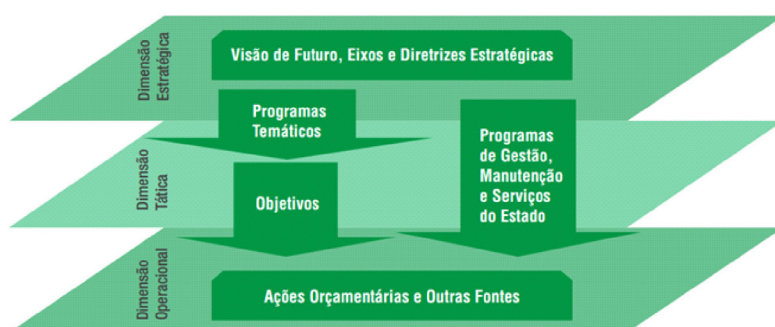 Dimensão
Estratégica
Visão de Futuro, Eixos e Diretrizes Estratégicas
Programas
Temáticos
Programas
de Gestão,
Manutenção
e Serviços
do Estado
Dimensão
Tática
Objetivos
Dimensão
Operacional
Ações Orçamentárias e Outras Fontes